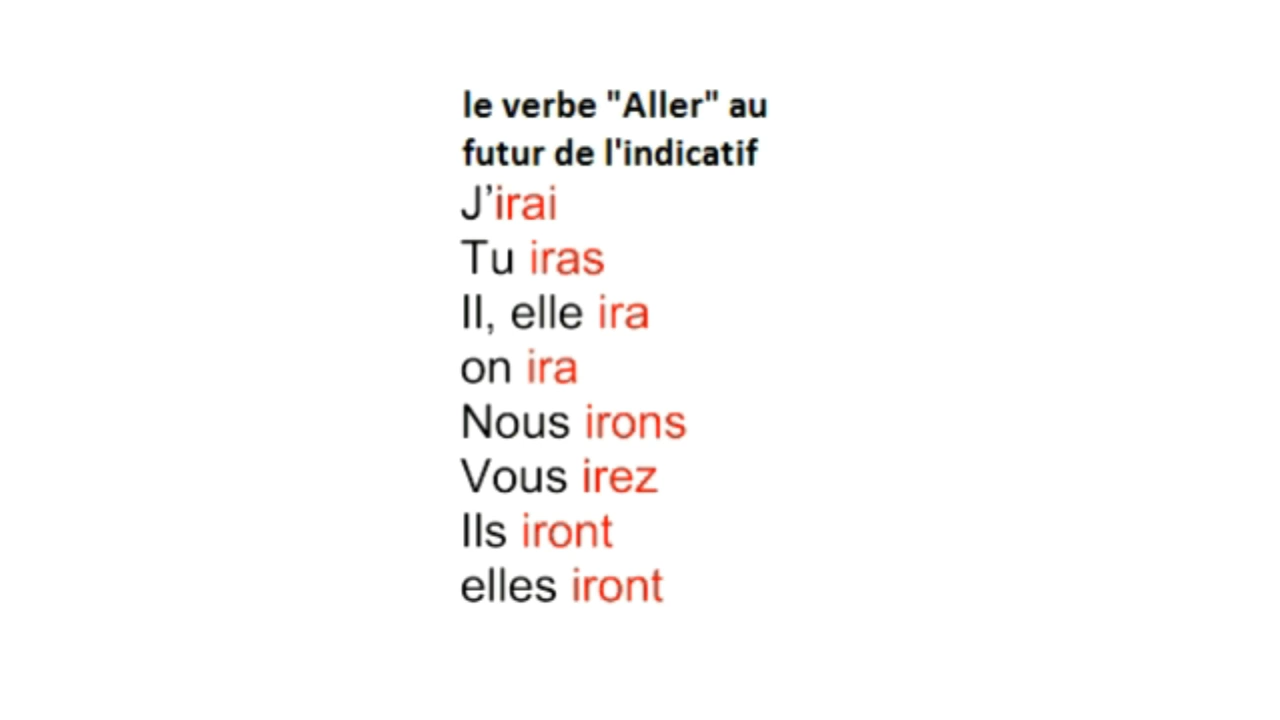 le verbe "Aller" au
futur de l'indicatif
J’irai
Tu iras
Il, elle ira
on ira
Nous irons
Vous irez
Ils iront
elles iront